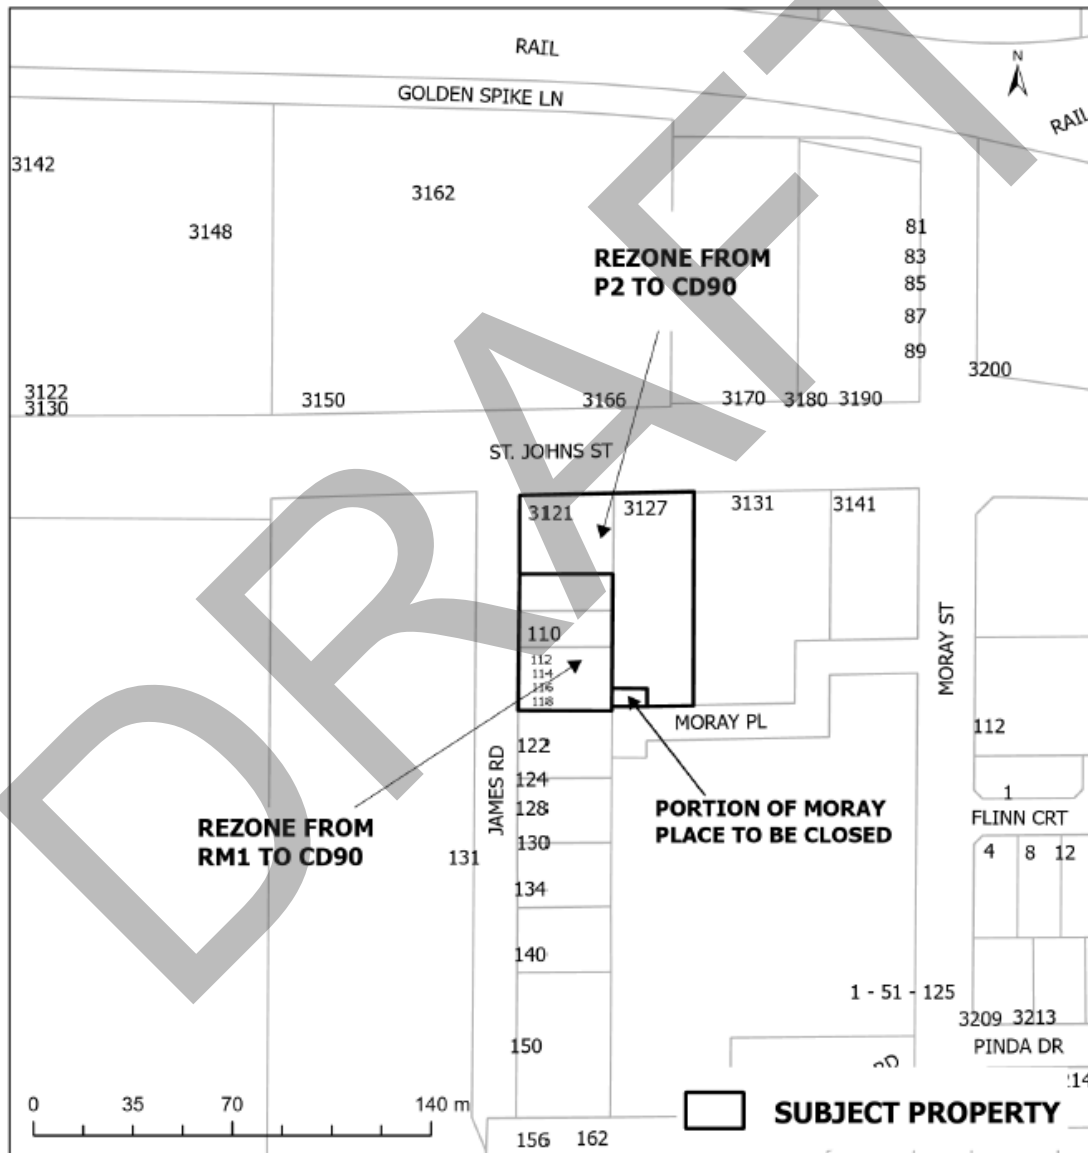 RAIL
N
GOLDEN SPIKE LN
RAIL
3142
3162
3148
81
REZONE FROM
P2 TO CD90
83
85
87
89
3200
3122
3130
3150
3166
3170
3180
3190
ST. JOHNS ST
3121
3127
3131
3141
110
112
114
116
118
MORAY ST
MORAY PL
112
122
JAMES RD
124
128
130
134
140
150
131
1
FLINN CRT
PORTION OF MORAY
PLACE TO BE CLOSED
REZONE FROM
RM1 TO CD90
4
8
12
1 - 51 - 125
3209
3213
PINDA DR
RD
0
35
70
140 m
SUBJECT PROPERTY
156
162
DRAFT